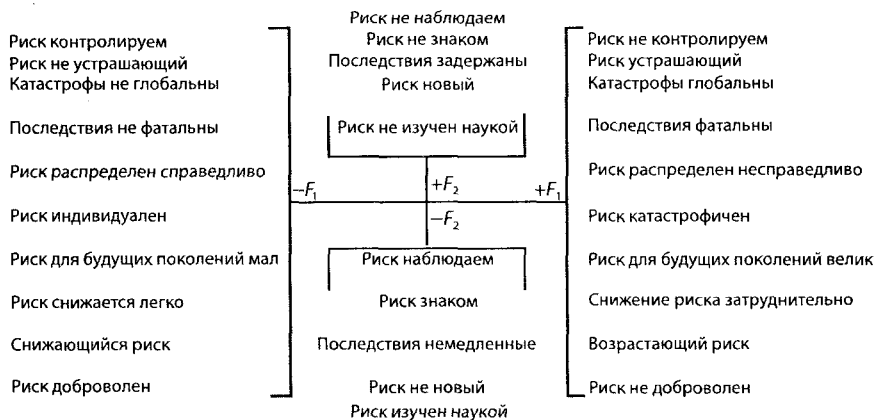 Риск не наблюдаем
Риск не знаком
Последствия задержаны
Риск новый
Риск не изучен наукой
Риск контролируем
Риск не устрашающий
Катастрофы не глобальны
Последствия не фатальны
Риск распределен справедливо
Риск индивидуален
Риск для будущих поколений мал
Риск снижается легко
Снижающийся риск
Риск доброволен
–F1
+F2
+F1
–F2
Риск наблюдаем
Риск знаком
Последствия немедленные
Риск не новый
Риск изучен наукой
Риск не контролируем
Риск устрашающий
Катастрофы глобальны
Последствия фатальны
Риск распределен несправедливо
Риск катастрофичен
Риск для будущих поколений велик
Снижение риска затруднительно
Возрастающий риск
Риск не доброволен